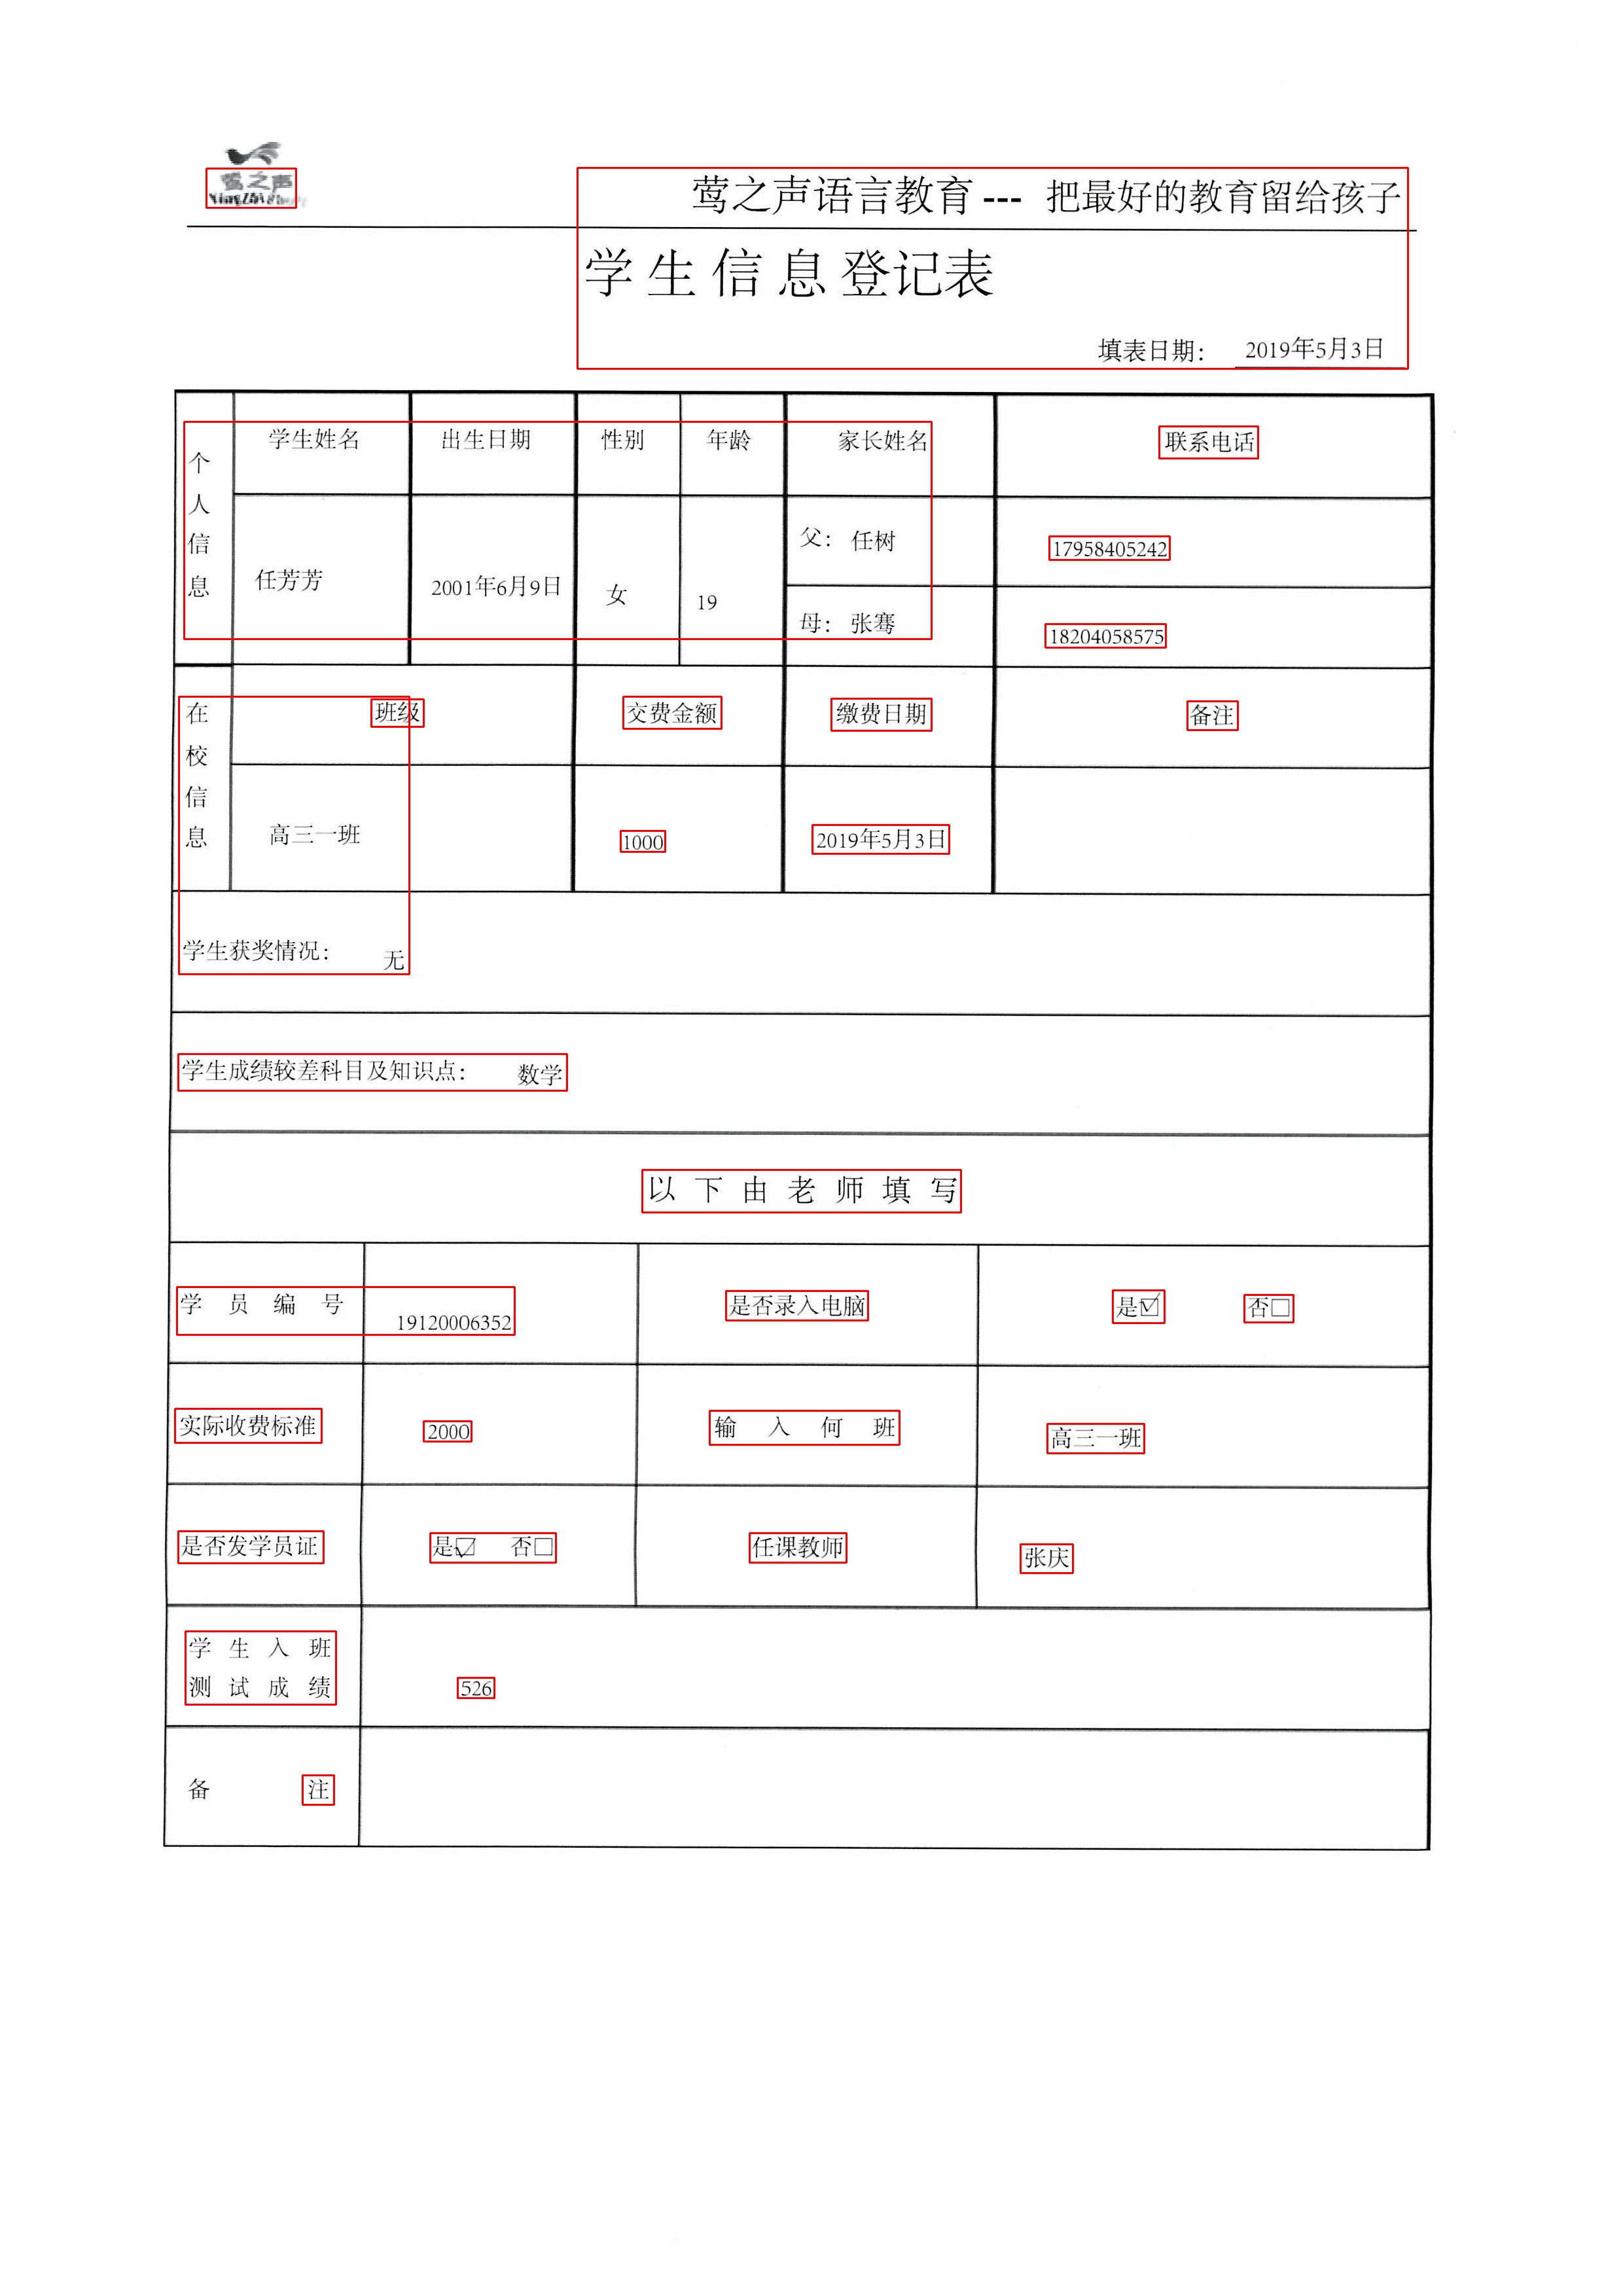 莺之声
莺之声语言教育 --- 把最好的教育留给孩子
学生信息登记表
填表日期: 2019年5月3日
个人信息
学生姓名 出生日期 性别 年龄 家长姓名 联系电话
任芳芳 2001年6月9日 女 19
父: 任树 17958405242
母: 张骞 18204058575
在校信息
班级 交费金额 缴费日期 备注
高三一班 1000 2019年5月3日
学生获奖情况: 无
学生成绩较差科目及知识点: 数学
以下由老师填写
学员编号 19120006352 是否录入电脑 是☑ 否□
实际收费标准 2000 输入何班 高三一班
是否发学员证 是☑ 否□ 任课教师 张庆
学生入班
测试成绩 526
备注